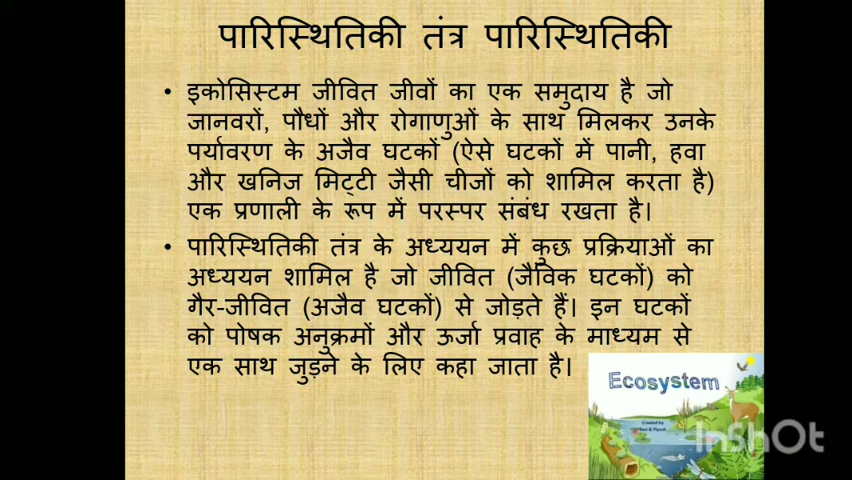 पारिस्थितिकी तंत्र पारिस्थितिकी
• इकोसिस्टम जीवित जीवों का एक समुदाय है जो
जानवरों, पौधों और रोगाणुओं के साथ मिलकर उनके
पर्यावरण के अजैव घटकों (ऐसे घटकों में पानी, हवा
और खनिज मिट्टी जैसी चीजों को शामिल करता है)
एक प्रणाली के रूप में परस्पर संबंध रखता है।
• पारिस्थितिकी तंत्र के अध्ययन में कुछ प्रक्रियाओं का
अध्ययन शामिल है जो जीवित (जैविक घटकों) को
गैर-जीवित (अजैव घटकों) से जोड़ते हैं। इन घटकों
को पोषक अनुक्रमों और ऊर्जा प्रवाह के माध्यम से
एक साथ जुड़ने के लिए कहा जाता है।
Ecosystem
Created by
InShOt